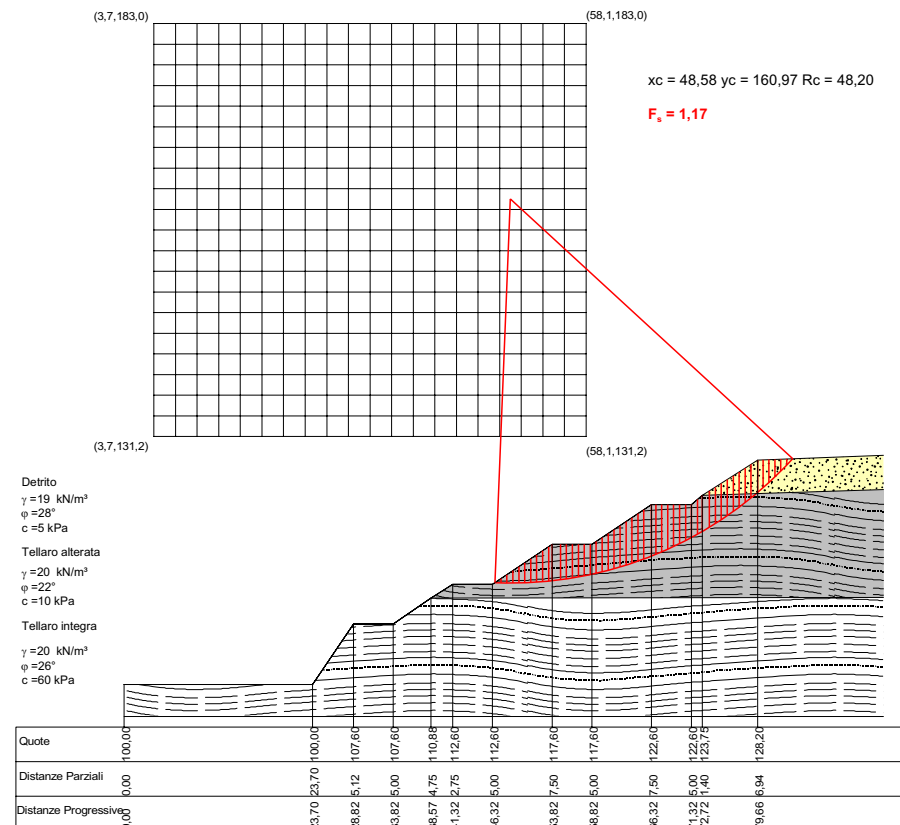 (3,7,183,0)
(58,1,183,0)
xc = 48,58 yc = 160,97 Rc = 48,20
Fₛ = 1,17
(3,7,131,2)
(58,1,131,2)
Detrito
γ =19 kN/m³
φ =28°
c =5 kPa
Tellaro alterata
γ =20 kN/m³
φ =22°
c =10 kPa
Tellaro integra
γ =20 kN/m³
φ =26°
c =60 kPa
Quote 100,00 100,00 107,60 107,60 110,88 112,60 112,60 117,60 117,60 122,60 122,60 123,75 128,20
Distanze Parziali 0,00 23,70 5,12 5,00 4,75 2,75 5,00 7,50 5,00 7,50 5,00 1,40 6,94
Distanze Progressive